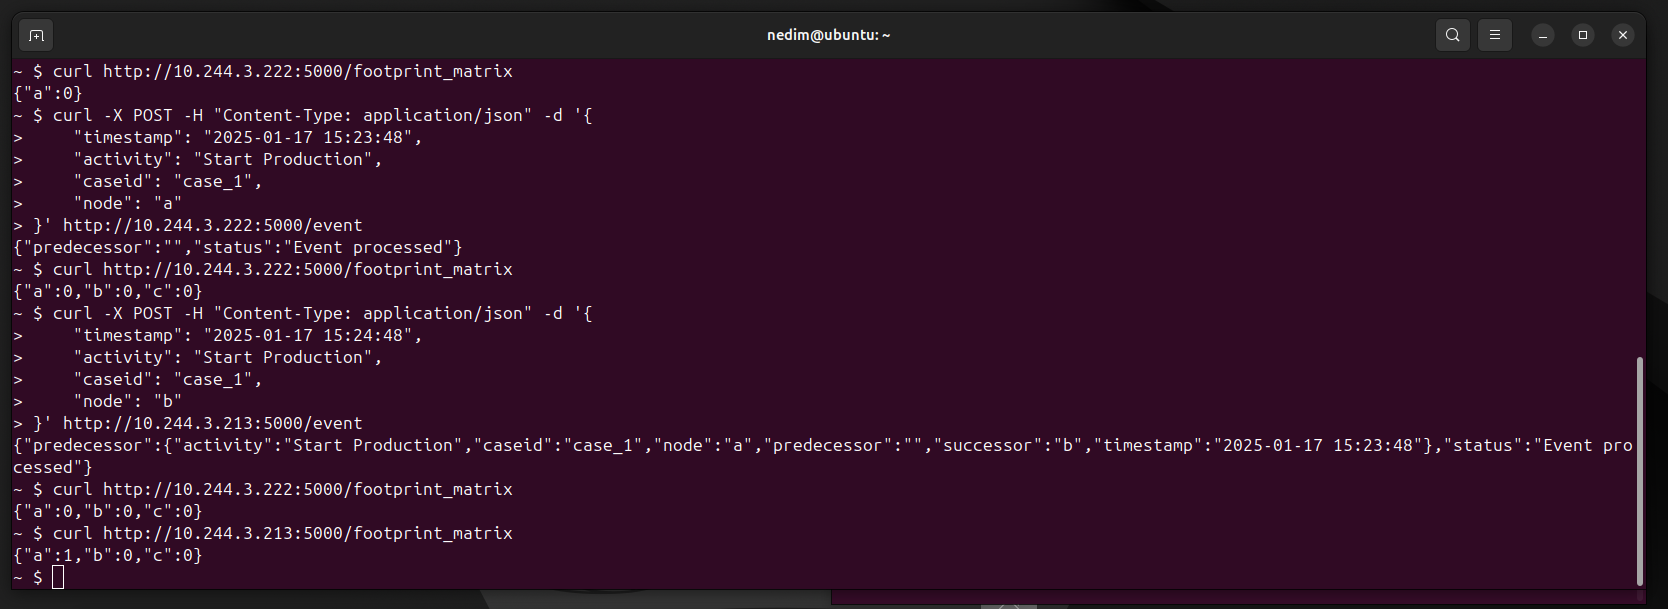 nedim@ubuntu: ~
~ $ curl http://10.244.3.222:5000/footprint_matrix
{"a":0}
~ $ curl -X POST -H "Content-Type: application/json" -d '{
>     "timestamp": "2025-01-17 15:23:48",
>     "activity": "Start Production",
>     "caseid": "case_1",
>     "node": "a"
> }' http://10.244.3.222:5000/event
{"predecessor":"","status":"Event processed"}
~ $ curl http://10.244.3.222:5000/footprint_matrix
{"a":0,"b":0,"c":0}
~ $ curl -X POST -H "Content-Type: application/json" -d '{
>     "timestamp": "2025-01-17 15:24:48",
>     "activity": "Start Production",
>     "caseid": "case_1",
>     "node": "b"
> }' http://10.244.3.213:5000/event
{"predecessor":{"activity":"Start Production","caseid":"case_1","node":"a","predecessor":"","successor":"b","timestamp":"2025-01-17 15:23:48"},"status":"Event pro
cessed"}
~ $ curl http://10.244.3.222:5000/footprint_matrix
{"a":0,"b":0,"c":0}
~ $ curl http://10.244.3.213:5000/footprint_matrix
{"a":1,"b":0,"c":0}
~ $